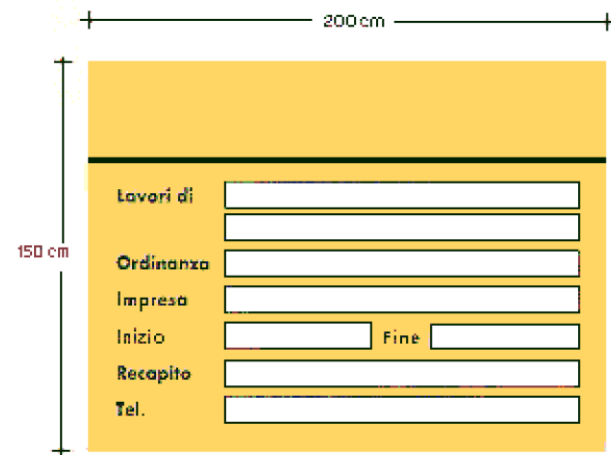 200 cm
150 cm
Lavori di
Ordinanza
Impresa
Inizio Fine
Recapito
Tel.